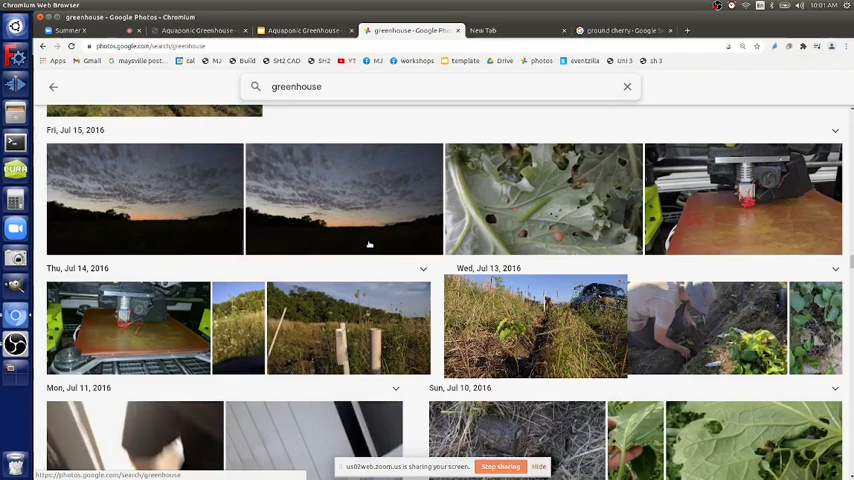 Chromium Web Browser
10:01 AM
greenhouse - Google Photos - Chromium
Summer X
Aquaponic Greenhouse -
Aquaponic Greenhouse -
greenhouse - Google Pho
New Tab
ground cherry - Google Se
photos.google.com/search/greenhouse
Apps
Gmail
maysville post...
YT
cal
MJ
Build
SH2 CAD
SH2
YT
MJ
workshops
template
Drive
photos
eventzilla
Uni 3
sh 3
greenhouse
Fri, Jul 15, 2016
Thu, Jul 14, 2016
Wed, Jul 13, 2016
Mon, Jul 11, 2016
Sun, Jul 10, 2016
us02web.zoom.us is sharing your screen.
Stop sharing
Hide
https://photos.google.com/search/greenhouse
CURA